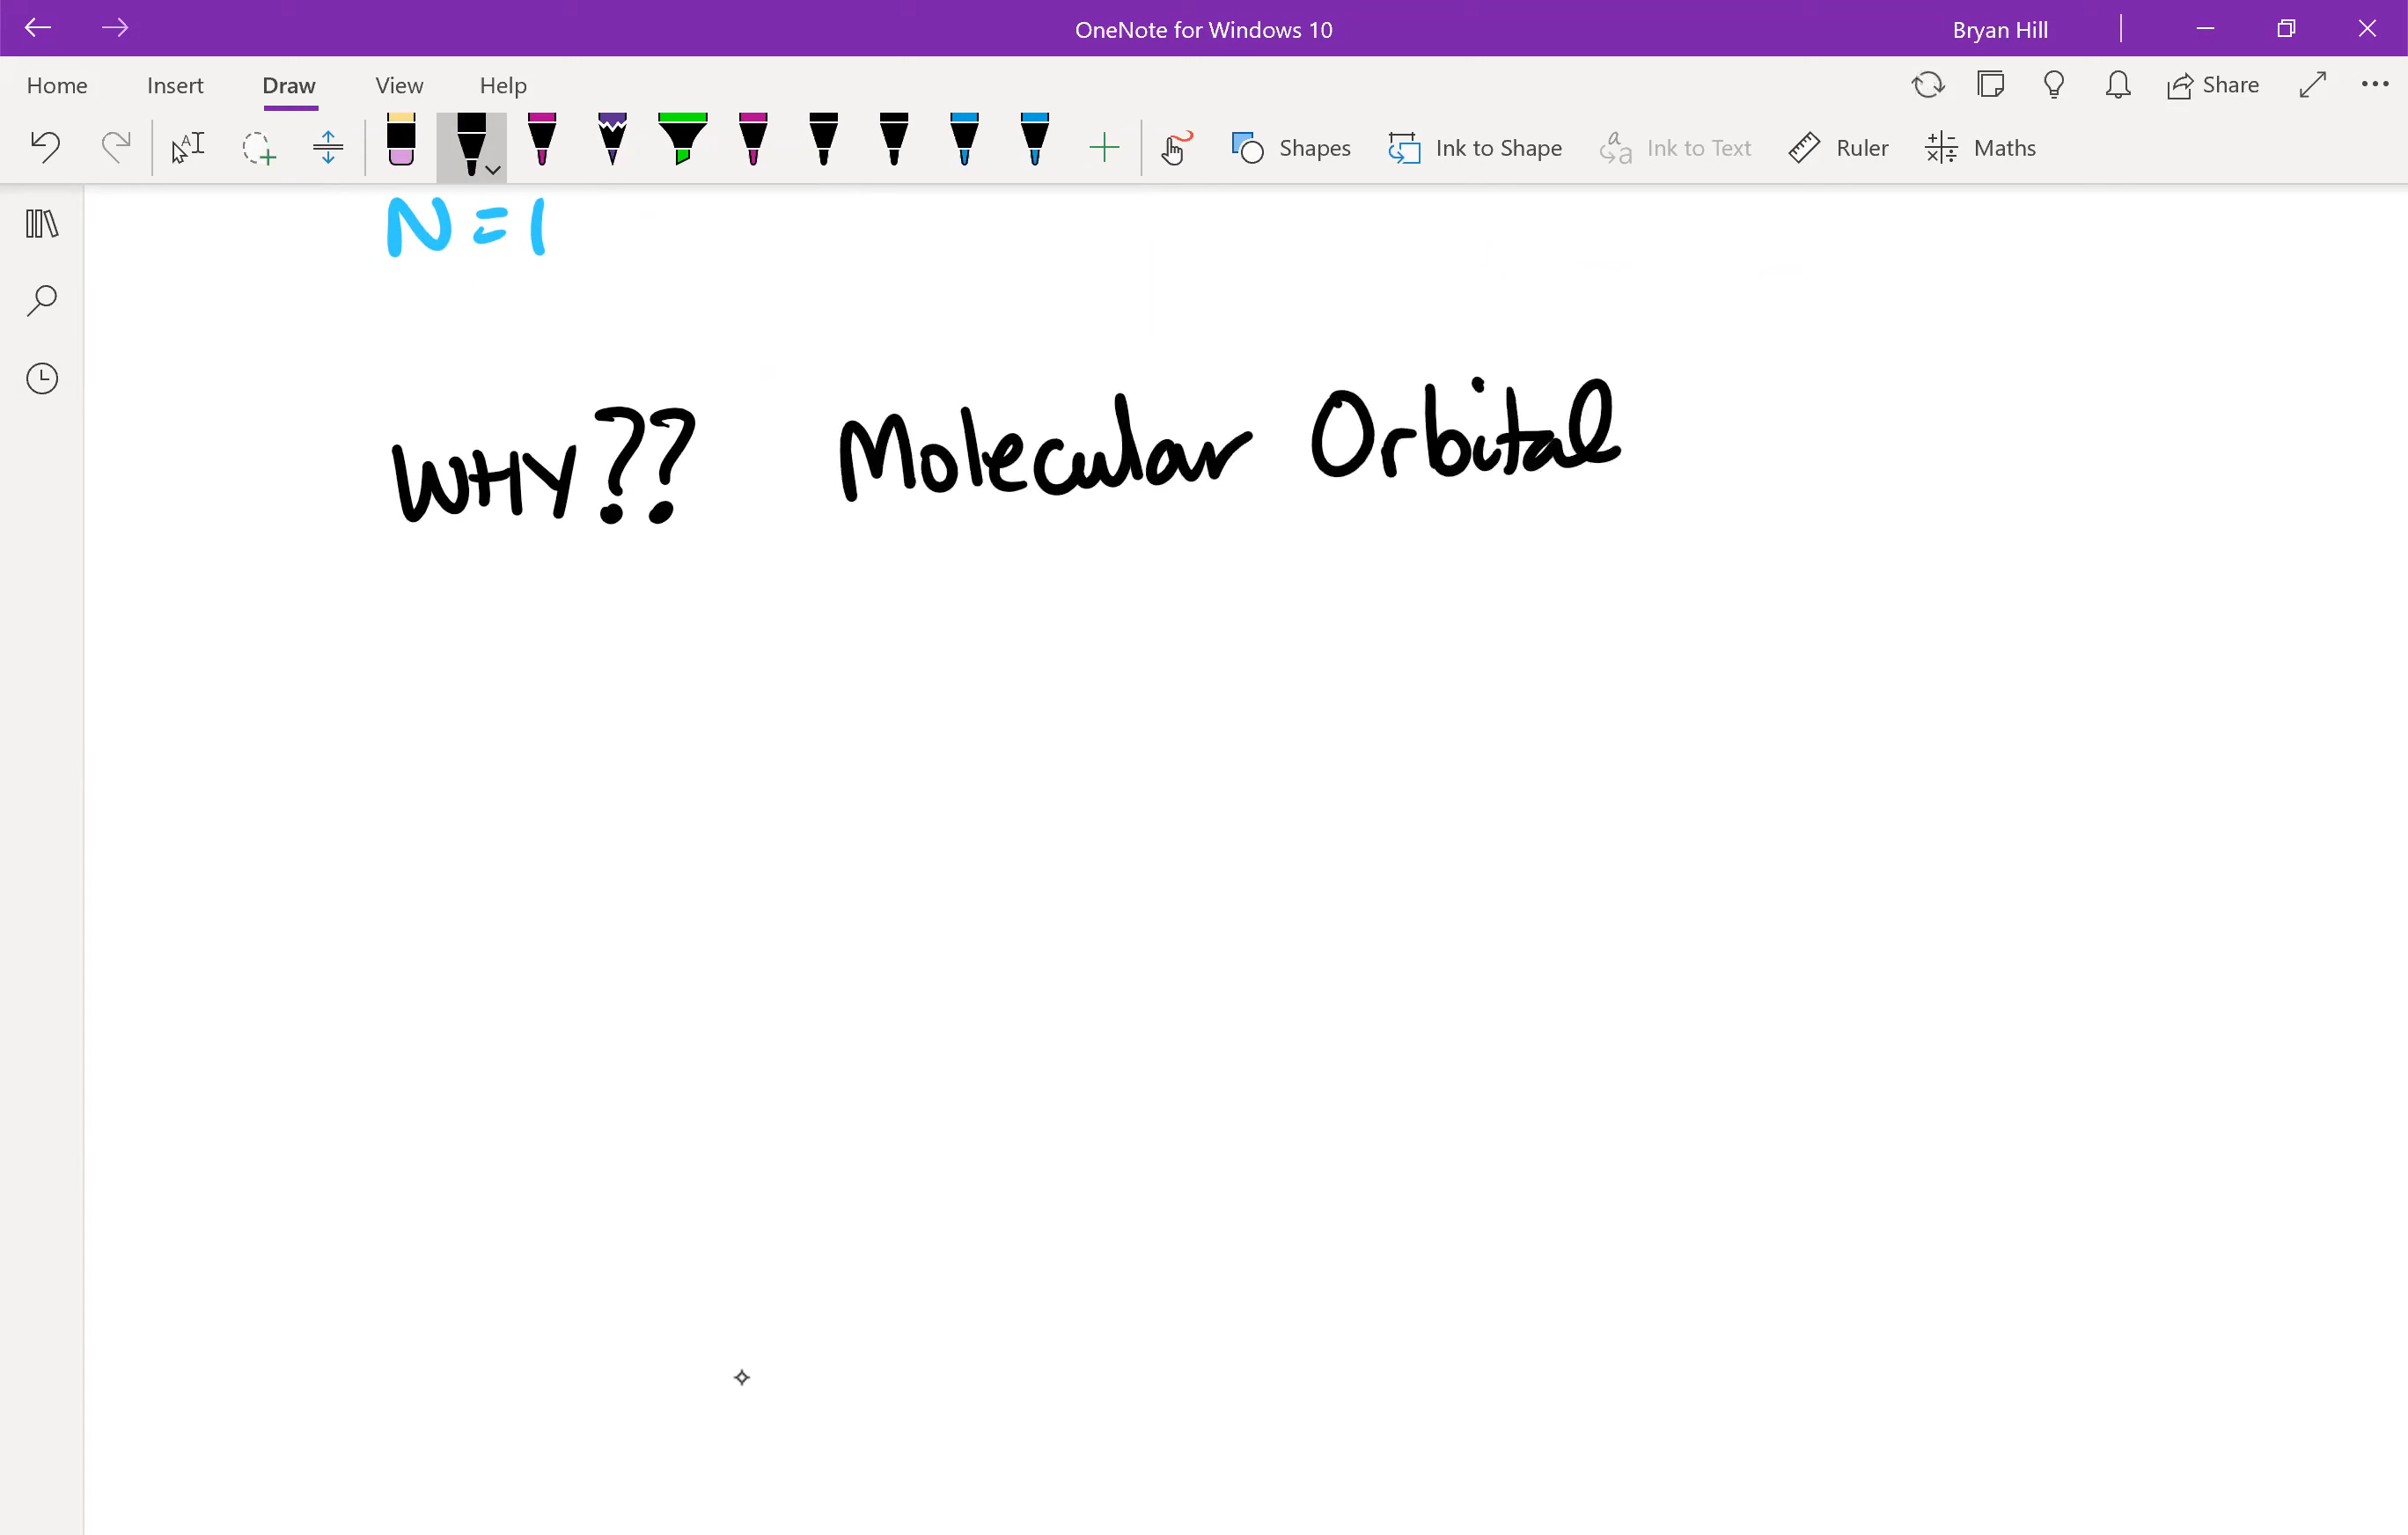 OneNote for Windows 10 Bryan Hill
Home Insert Draw View Help Share
Shapes Ink to Shape Ink to Text Ruler Maths
N = 1
WHY?? Molecular Orbital